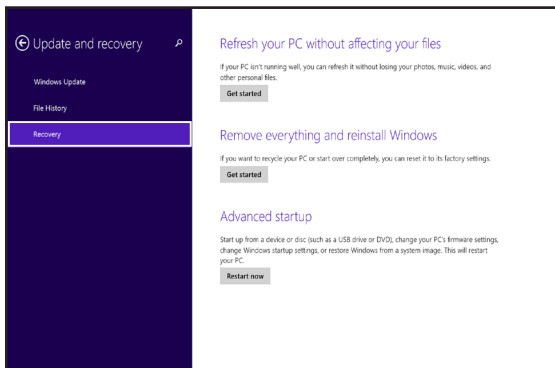 Update and recovery
Windows Update
File History
Recovery
Refresh your PC without affecting your files
If your PC isn't running well, you can refresh it without losing your photos, music, videos, and
other personal files.
Get started
Remove everything and reinstall Windows
If you want to recycle your PC or start over completely, you can reset it to its factory settings.
Get started
Advanced startup
Start up from a device or disc (such as a USB drive or DVD), change your PC's firmware settings,
change Windows startup settings, or restore Windows from a system image. This will restart
your PC.
Restart now